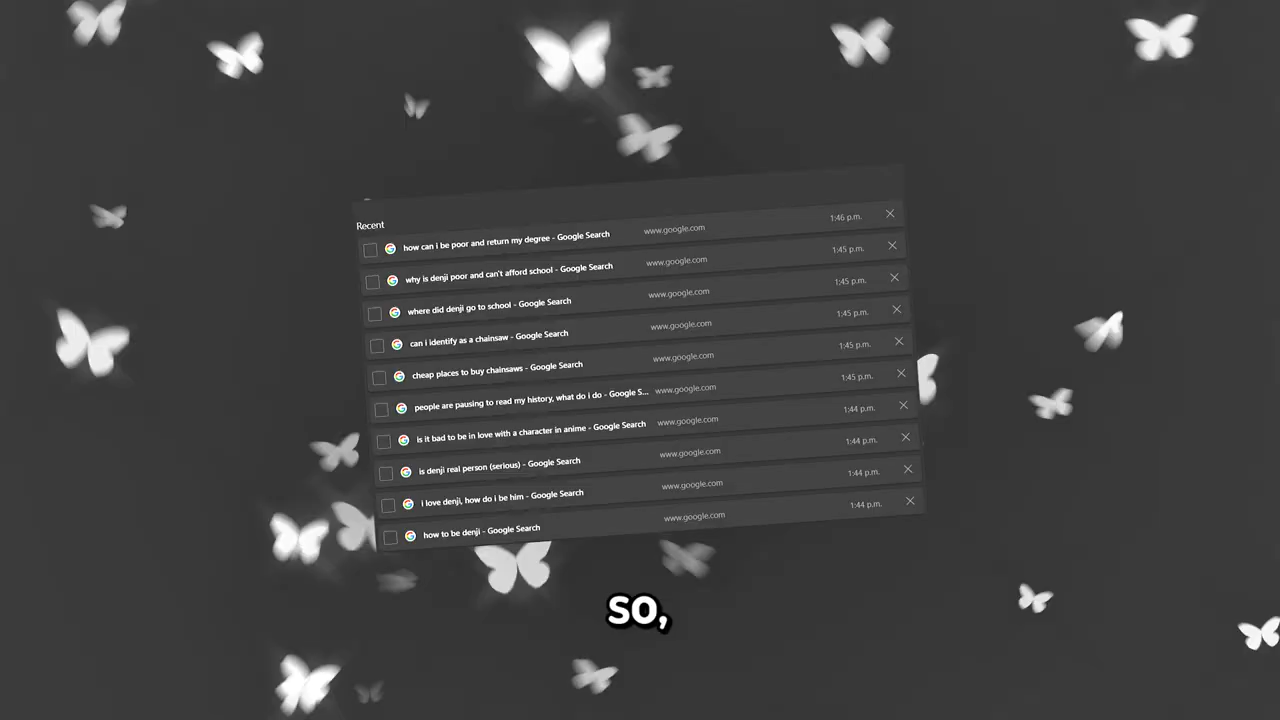 Recent
how can i be poor and return my degree - Google Search www.google.com 1:46 p.m.
why is denji poor and can't afford school - Google Search www.google.com 1:45 p.m.
where did denji go to school - Google Search www.google.com 1:45 p.m.
can i identify as a chainsaw - Google Search www.google.com 1:45 p.m.
cheap places to buy chainsaws - Google Search www.google.com 1:45 p.m.
people are pausing to read my history, what do i do - Google S... www.google.com 1:45 p.m.
is it bad to be in love with a character in anime - Google Search www.google.com 1:44 p.m.
is denji real person (serious) - Google Search www.google.com 1:44 p.m.
i love denji, how do i be him - Google Search www.google.com 1:44 p.m.
how to be denji - Google Search www.google.com 1:44 p.m.
so,